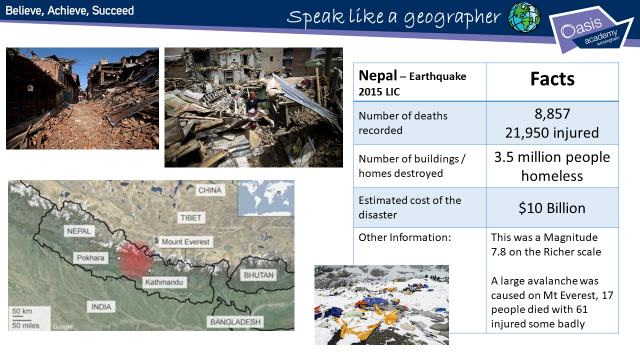 Believe, Achieve, Succeed
Speak like a geographer
Oasis
academy
Nepal – Earthquake
2015 LIC
Facts
Number of deaths
recorded
8,857
21,950 injured
Number of buildings /
homes destroyed
3.5 million people
homeless
Estimated cost of the
disaster
$10 Billion
Other Information:
This was a Magnitude
7.8 on the Richer scale
A large avalanche was
caused on Mt Everest, 17
people died with 61
injured some badly
CHINA
TIBET
NEPAL
Mount Everest
Pokhara
Kathmandu
BHUTAN
INDIA
BANGLADESH
50 km
50 miles
Google